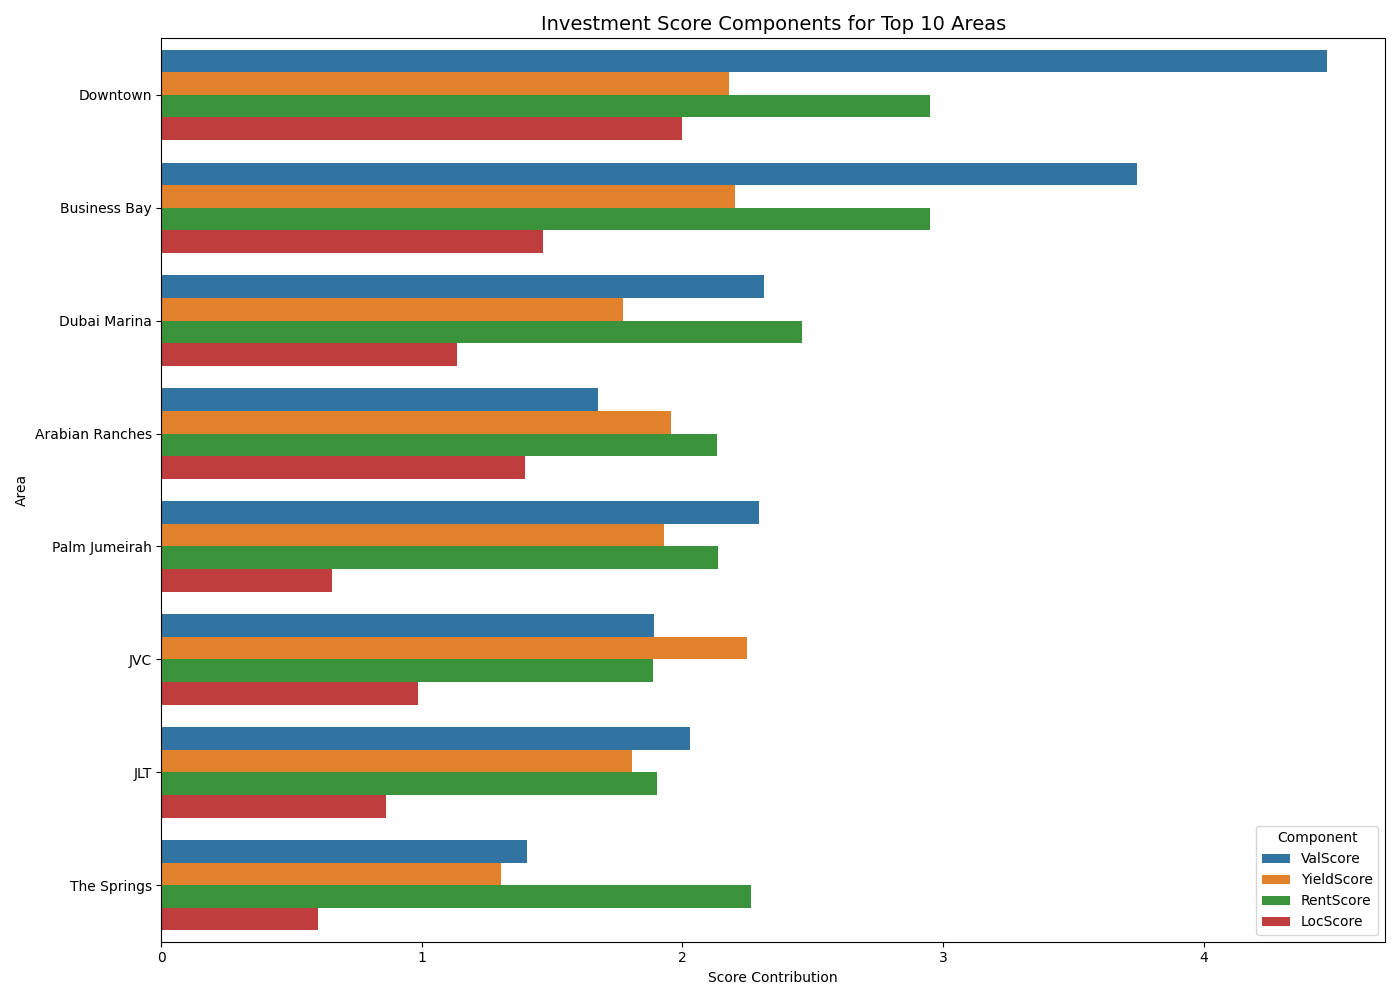 Investment Score Components for Top 10 Areas
Downtown
Business Bay
Dubai Marina
Arabian Ranches
Palm Jumeirah
JVC
JLT
The Springs
Area
0 1 2 3 4
Score Contribution
Component
ValScore
YieldScore
RentScore
LocScore